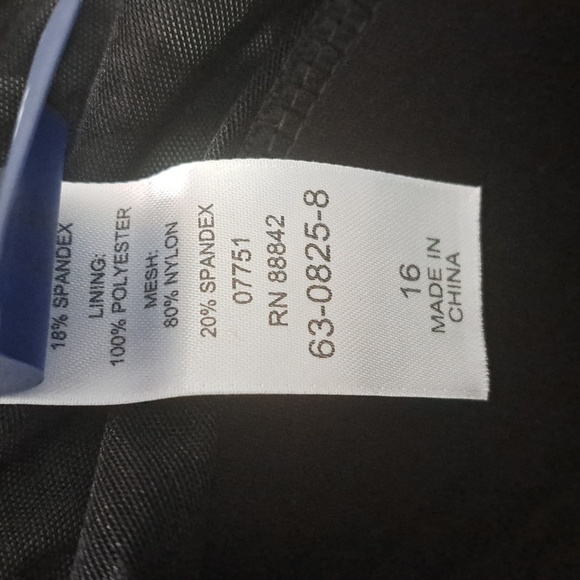 18% SPANDEX
LINING:
100% POLYESTER
MESH:
80% NYLON
20% SPANDEX
07751
RN 88842
63-0825-8
16
MADE IN
CHINA